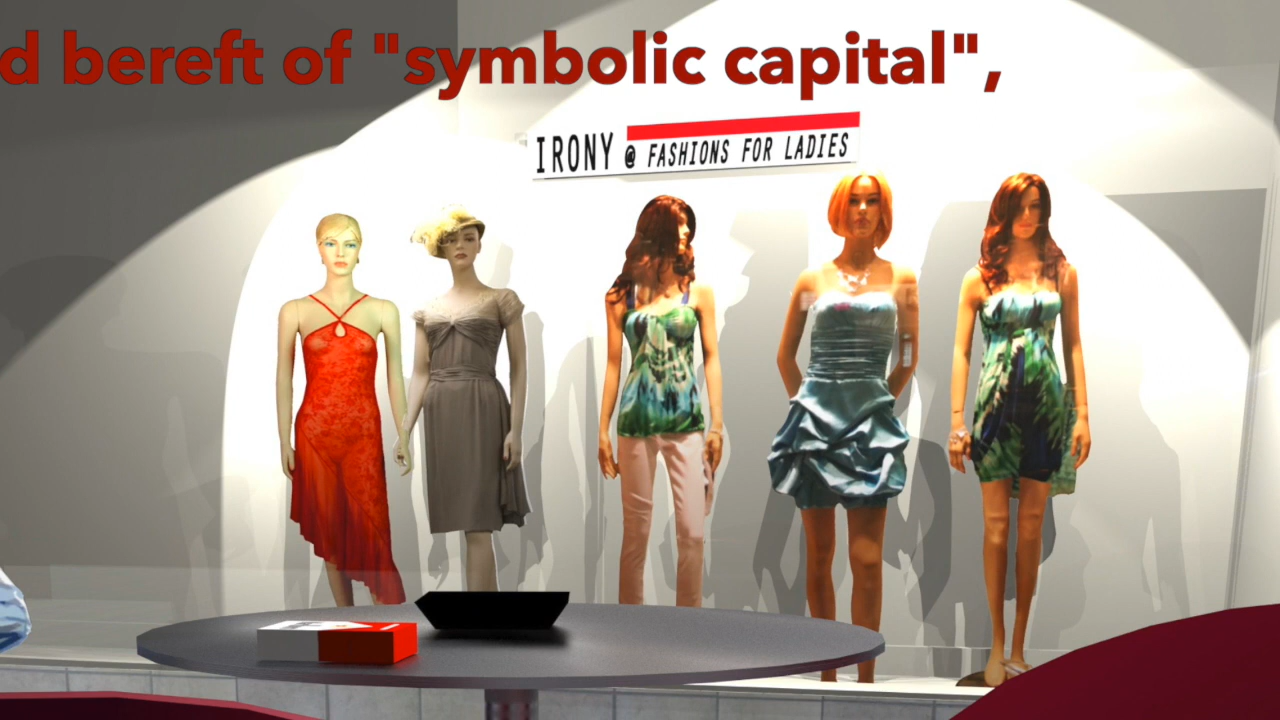 d bereft of "symbolic capital",
IRONY @ FASHIONS FOR LADIES